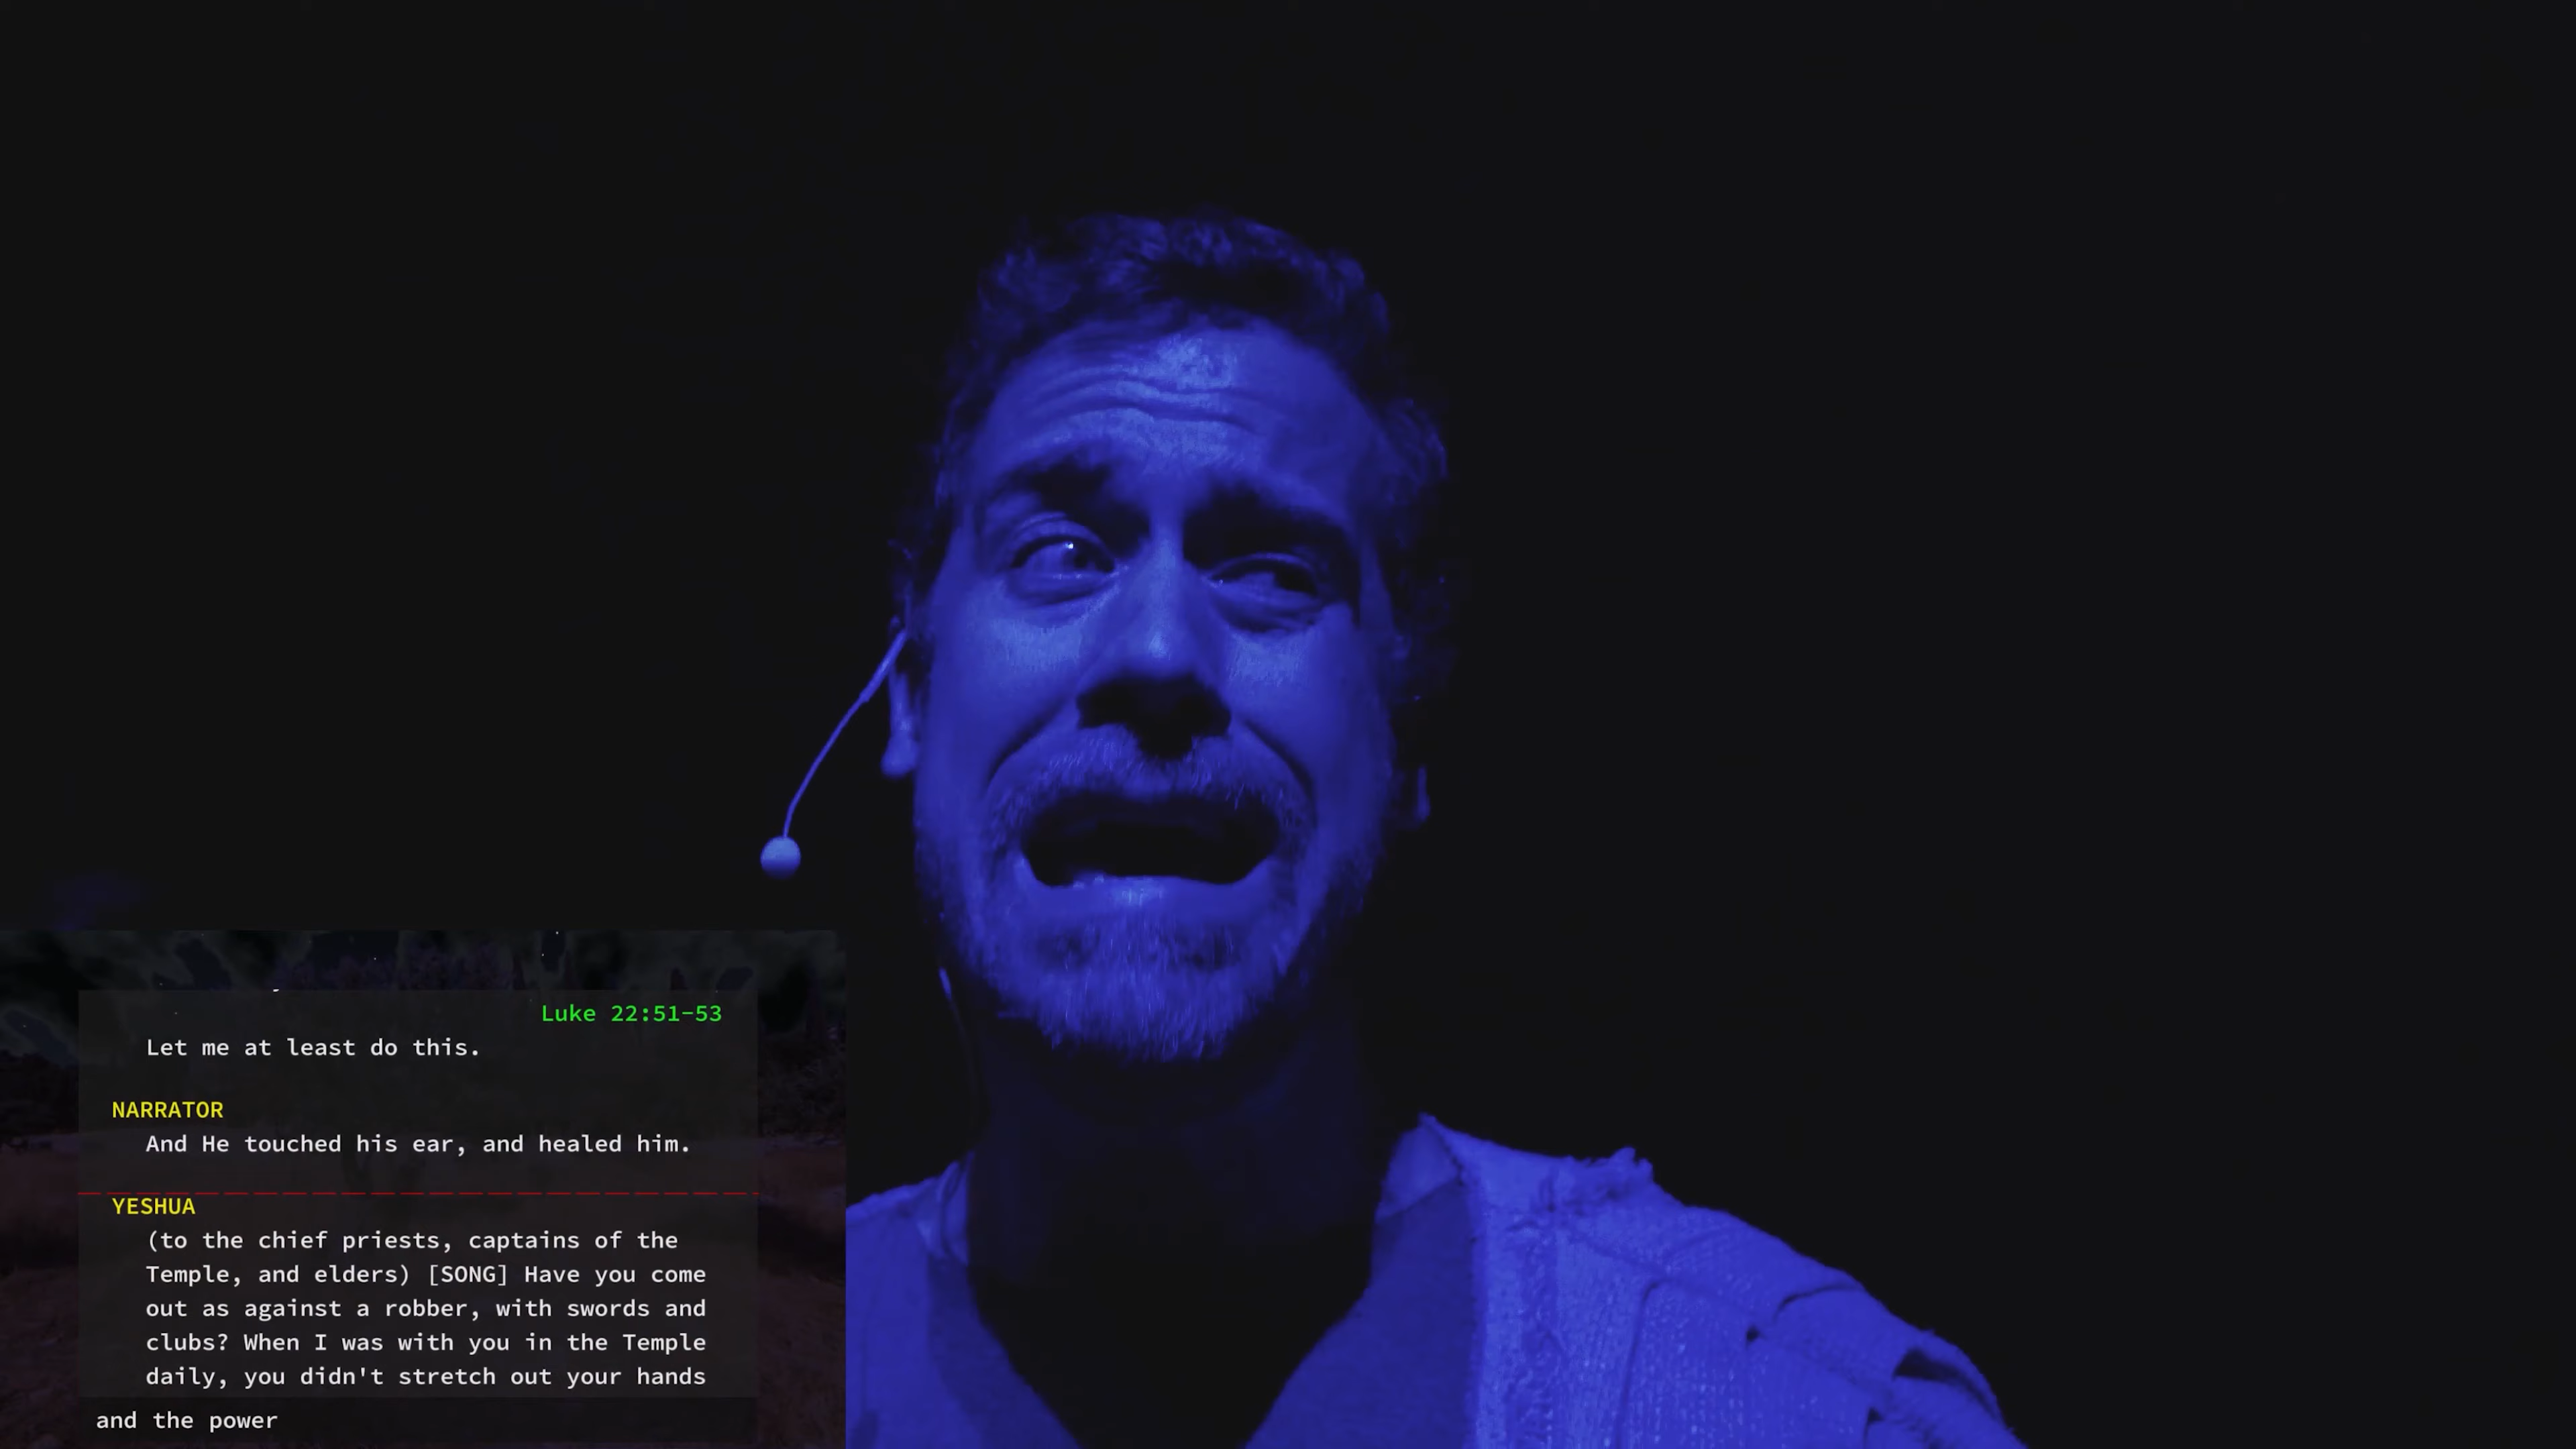 Luke 22:51-53
Let me at least do this.
NARRATOR
And He touched his ear, and healed him.
YESHUA
(to the chief priests, captains of the
Temple, and elders) [SONG] Have you come
out as against a robber, with swords and
clubs? When I was with you in the Temple
daily, you didn't stretch out your hands
and the power